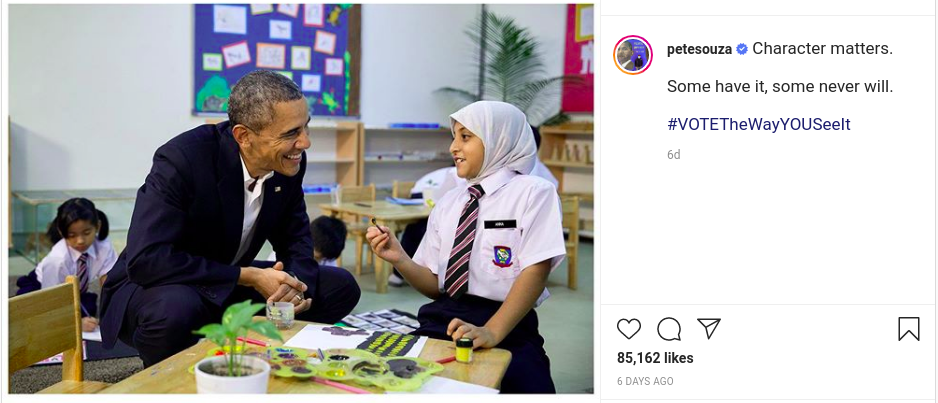 petesouza Character matters.
Some have it, some never will.
#VOTETheWayYOUSeeIt
6d
85,162 likes
6 DAYS AGO